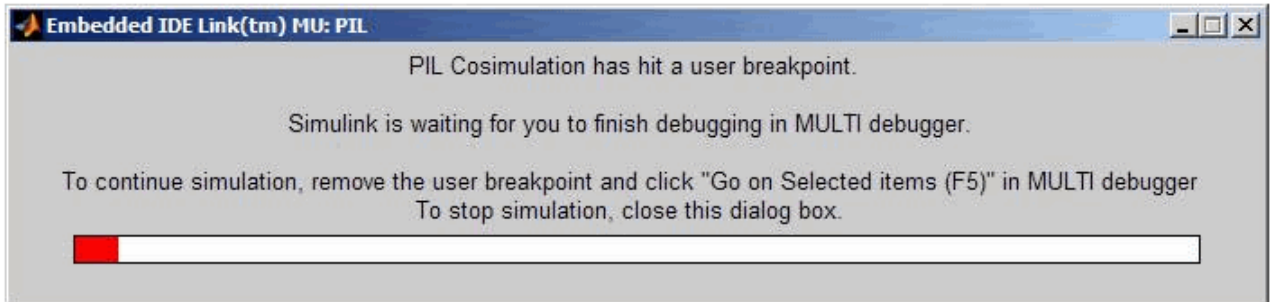 Embedded IDE Link(tm) MU: PIL
PIL Cosimulation has hit a user breakpoint.
Simulink is waiting for you to finish debugging in MULTI debugger.
To continue simulation, remove the user breakpoint and click "Go on Selected items (F5)" in MULTI debugger
To stop simulation, close this dialog box.